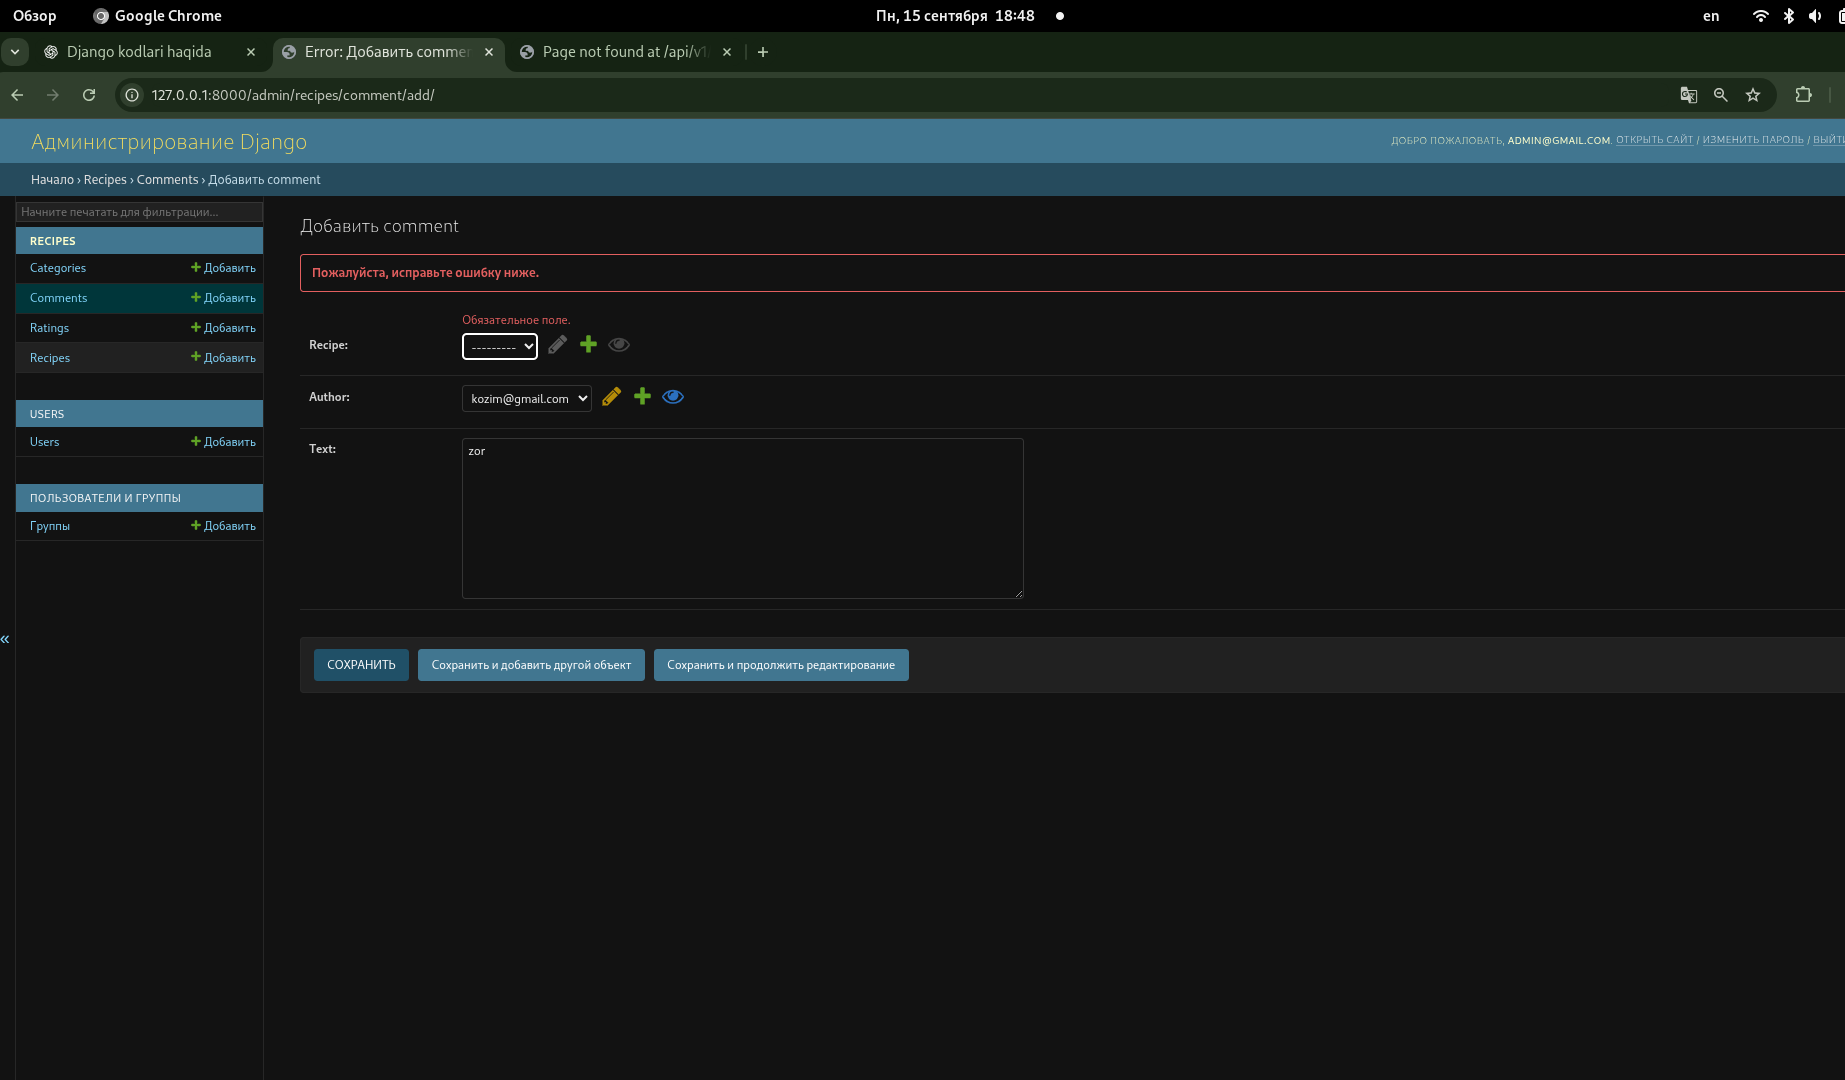 Обзор Google Chrome Пн, 15 сентября 18:48 en
Django kodlari haqida Error: Добавить commen Page not found at /api/v1
127.0.0.1:8000/admin/recipes/comment/add/
Администрирование Django
ДОБРО ПОЖАЛОВАТЬ, ADMIN@GMAIL.COM. ОТКРЫТЬ САЙТ / ИЗМЕНИТЬ ПАРОЛЬ / ВЫЙТИ
Начало › Recipes › Comments › Добавить comment
Начните печатать для фильтрации...
RECIPES
Categories Добавить
Comments Добавить
Ratings Добавить
Recipes Добавить
USERS
Users Добавить
ПОЛЬЗОВАТЕЛИ И ГРУППЫ
Группы Добавить
«
Добавить comment
Пожалуйста, исправьте ошибку ниже.
Обязательное поле.
Recipe: ---------
Author: kozim@gmail.com
Text: zor
СОХРАНИТЬ Сохранить и добавить другой объект Сохранить и продолжить редактирование